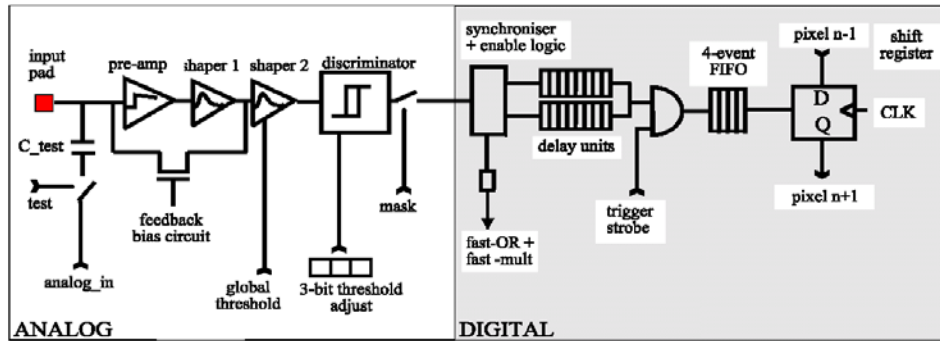 input
pad
pre-amp
shaper 1
shaper 2
discriminator
C_test
test
analog_in
feedback
bias circuit
global
threshold
3-bit threshold
adjust
mask
ANALOG
synchroniser
+ enable logic
delay units
fast-OR +
fast -mult
trigger
strobe
4-event
FIFO
pixel n-1
shift
register
D
Q
CLK
pixel n+1
DIGITAL